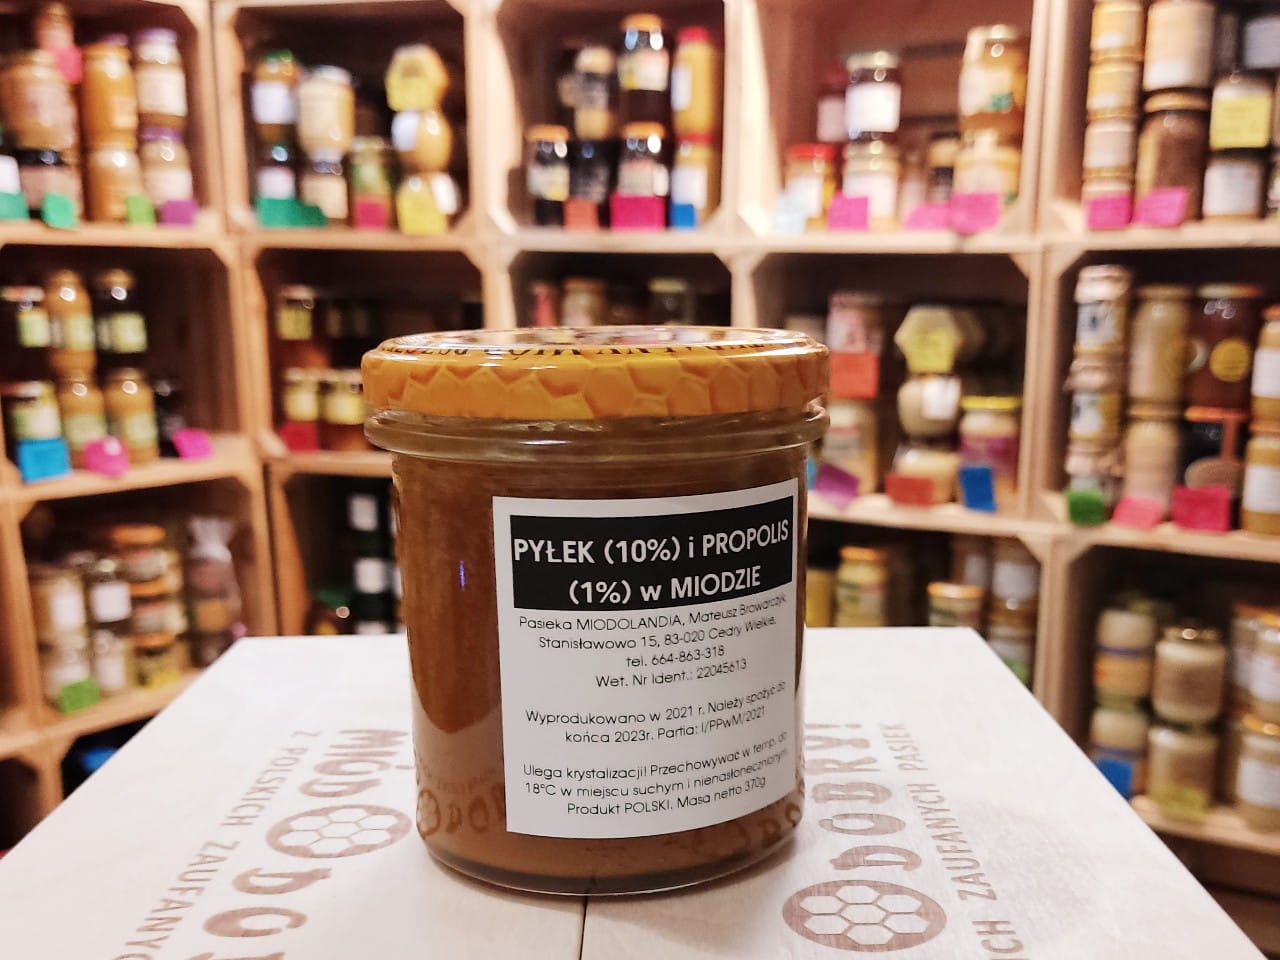 PYŁEK (10%) i PROPOLIS
(1%) w MIODZIE
Pasieka MIODOLANDIA, Mateusz Browarczyk,
Stanisławowo 15, 83-020 Cedry Wielkie,
tel. 664-863-318
Wet. Nr Ident.: 22045613
Wyprodukowano w 2021 r. Należy spożyć do
końca 2023r. Partia: I/PPwM/2021
Ulega krystalizacji! Przechowywać w temp. do
18°C w miejscu suchym i nienasłonecznionym.
Produkt POLSKI. Masa netto 370g
MIÓD
Z POLSKICH ZAUFANYC
DOBRY!
ZAUFANYCH PASIEK